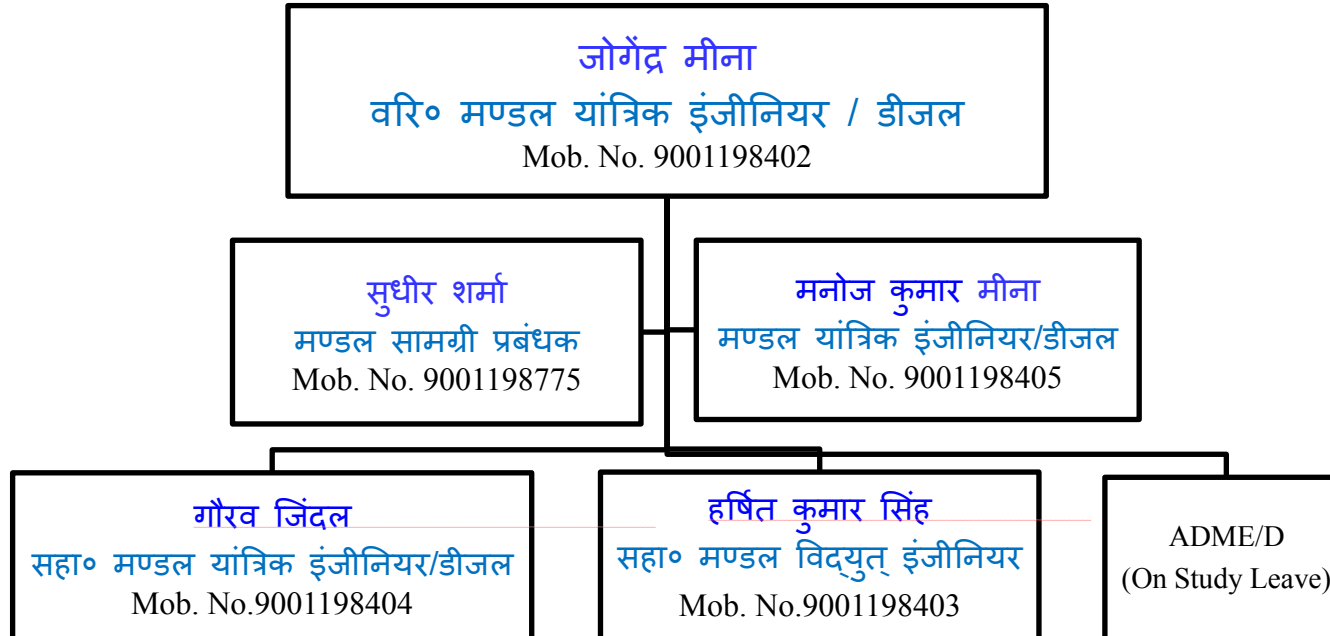 जोगेंद्र मीना
वरि० मण्डल यांत्रिक इंजीनियर / डीजल
Mob. No. 9001198402
सुधीर शर्मा
मण्डल सामग्री प्रबंधक
Mob. No. 9001198775
मनोज कुमार मीना
मण्डल यांत्रिक इंजीनियर/डीजल
Mob. No. 9001198405
गौरव जिंदल
सहा० मण्डल यांत्रिक इंजीनियर/डीजल
Mob. No.9001198404
हर्षित कुमार सिंह
सहा० मण्डल विद्‌युत् इंजीनियर
Mob. No.9001198403
ADME/D
(On Study Leave)